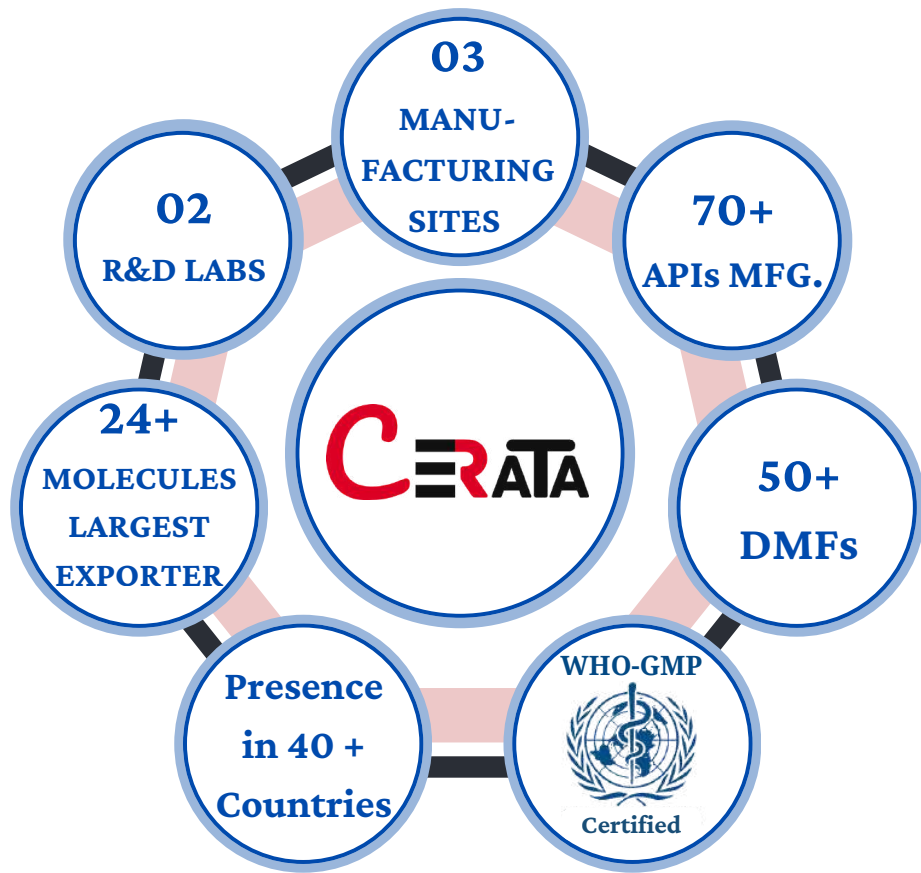 03
MANU-
FACTURING
SITES
02
R&D LABS
70+
APIs MFG.
24+
MOLECULES
LARGEST
EXPORTER
CERATA
50+
DMFs
Presence
in 40 +
Countries
WHO-GMP
Certified